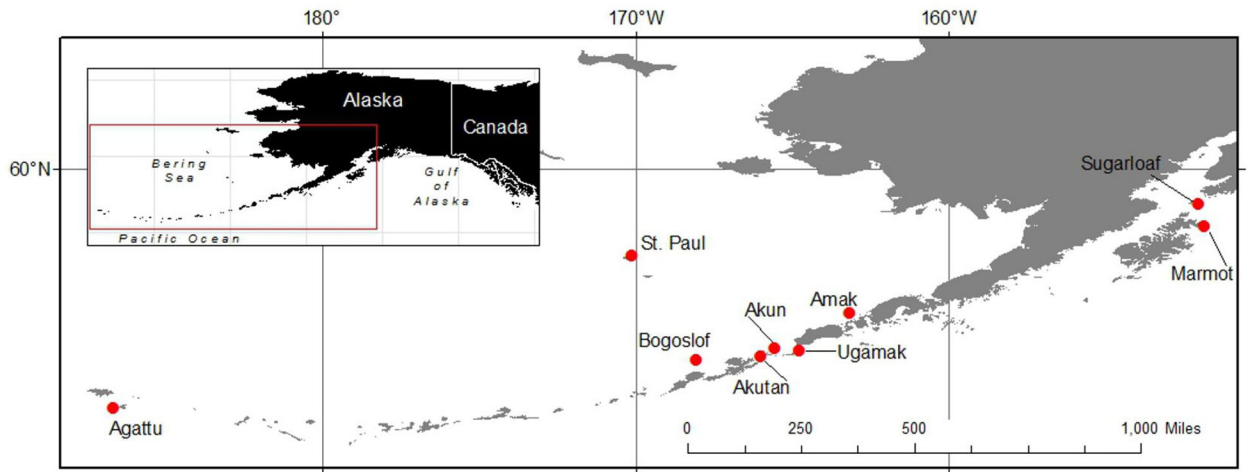 180°
170°W
160°W
60°N
Alaska
Canada
Bering
Sea
Gulf
of
Alaska
Pacific Ocean
Sugarloaf
Marmot
St. Paul
Amak
Akun
Bogoslof
Ugamak
Akutan
Agattu
0 250 500 1,000 Miles